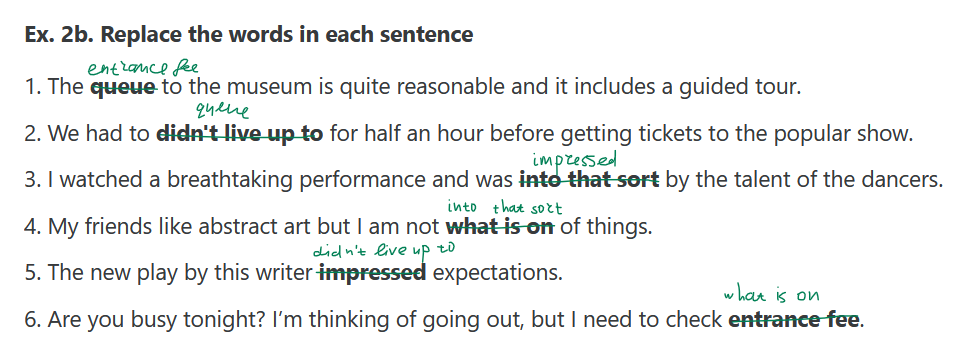 Ex. 2b. Replace the words in each sentence
entrance fee
1. The queue to the museum is quite reasonable and it includes a guided tour.
queue
2. We had to didn't live up to for half an hour before getting tickets to the popular show.
impressed
3. I watched a breathtaking performance and was into that sort by the talent of the dancers.
into that sort
4. My friends like abstract art but I am not what is on of things.
didn't live up to
5. The new play by this writer impressed expectations.
what is on
6. Are you busy tonight? I'm thinking of going out, but I need to check entrance fee.